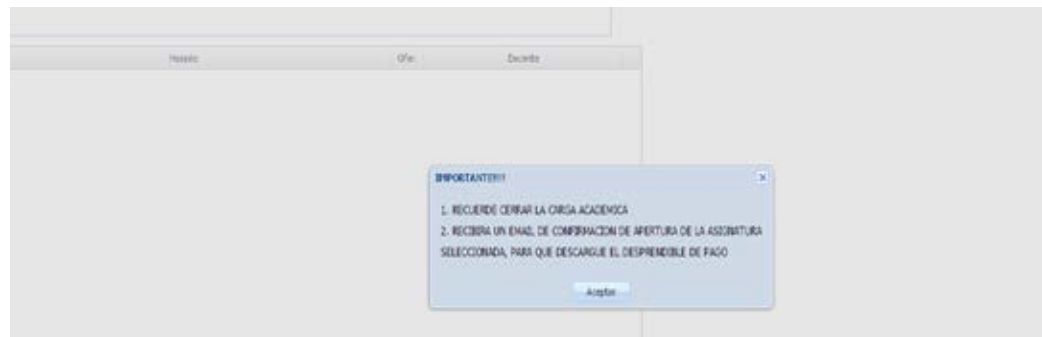 Horario Docente
IMPORTANTE!!!!
1. RECUERDE CERRAR LA CARGA ACADEMICA
2. RECIBIRA UN EMAIL DE CONFIRMACION DE APERTURA DE LA ASIGNATURA
SELECCIONADA, PARA QUE DESCARGUE EL DESPRENDIBLE DE PAGO
Aceptar